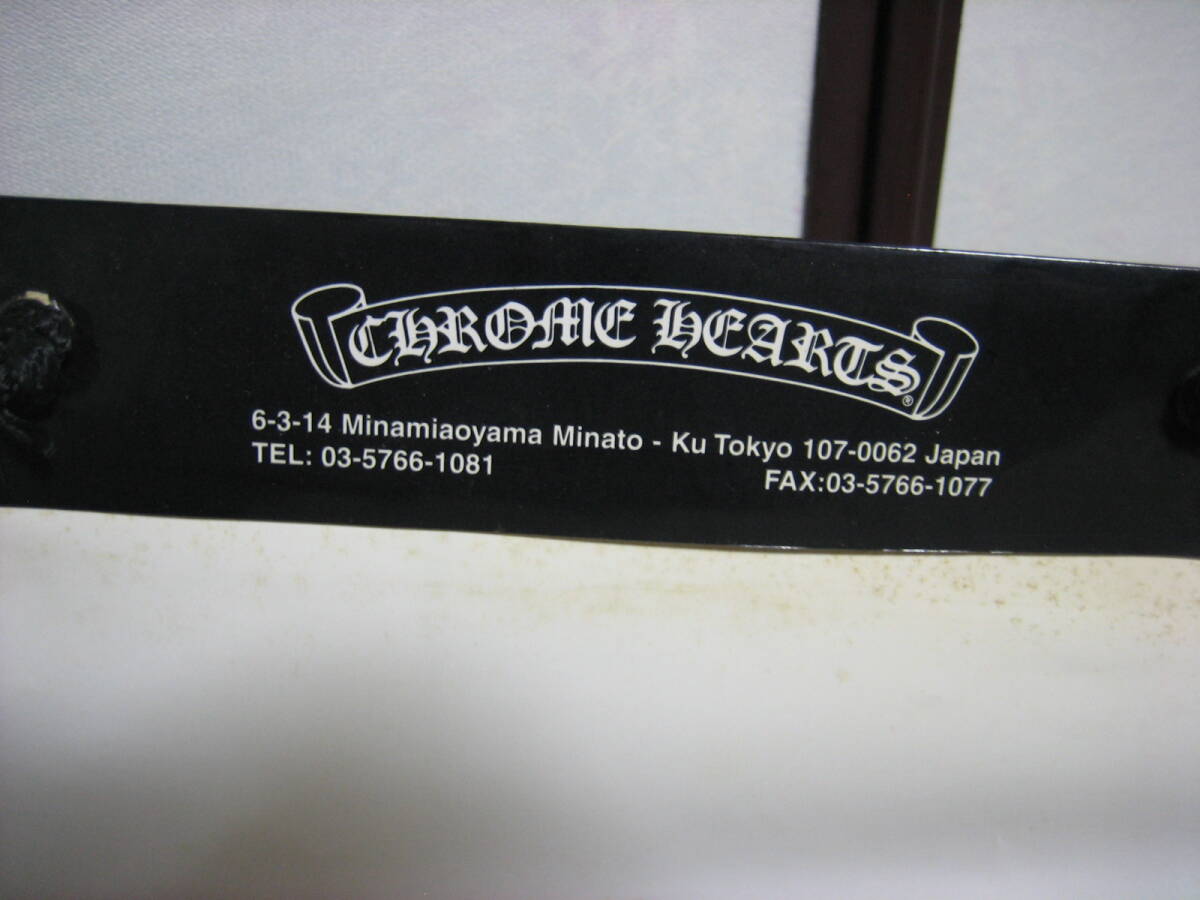 CHROME HEARTS®
6-3-14 Minamiaoyama Minato - Ku Tokyo 107-0062 Japan
TEL: 03-5766-1081 FAX:03-5766-1077